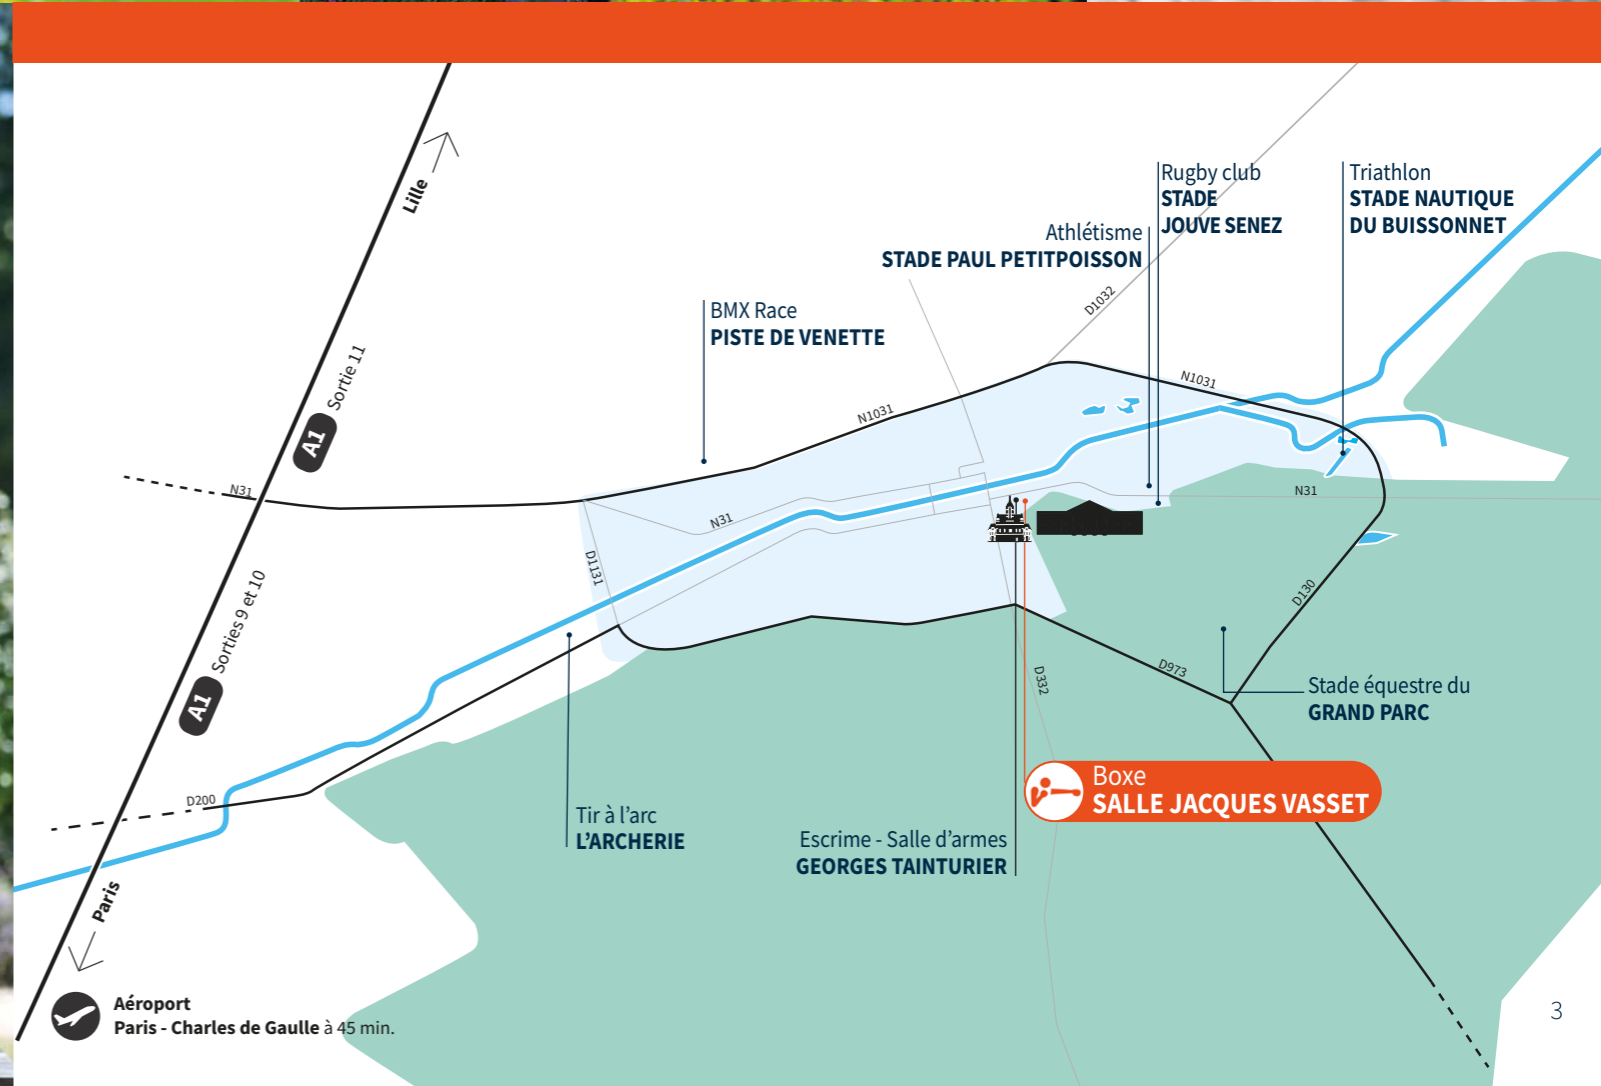 Lille
Rugby club
STADE
JOUVE SENEZ
Triathlon
STADE NAUTIQUE
DU BUISSONNET
Athlétisme
STADE PAUL PETITPOISSON
D1032
BMX Race
PISTE DE VENETTE
A1 Sortie 11
N1031
N1031
N31
N31
N31
D1131
D130
A1 Sorties 9 et 10
D332
D973
Stade équestre du
GRAND PARC
Boxe
SALLE JACQUES VASSET
D200
Tir à l'arc
L'ARCHERIE
Escrime - Salle d'armes
GEORGES TAINTURIER
Paris
Aéroport
Paris - Charles de Gaulle à 45 min.
3